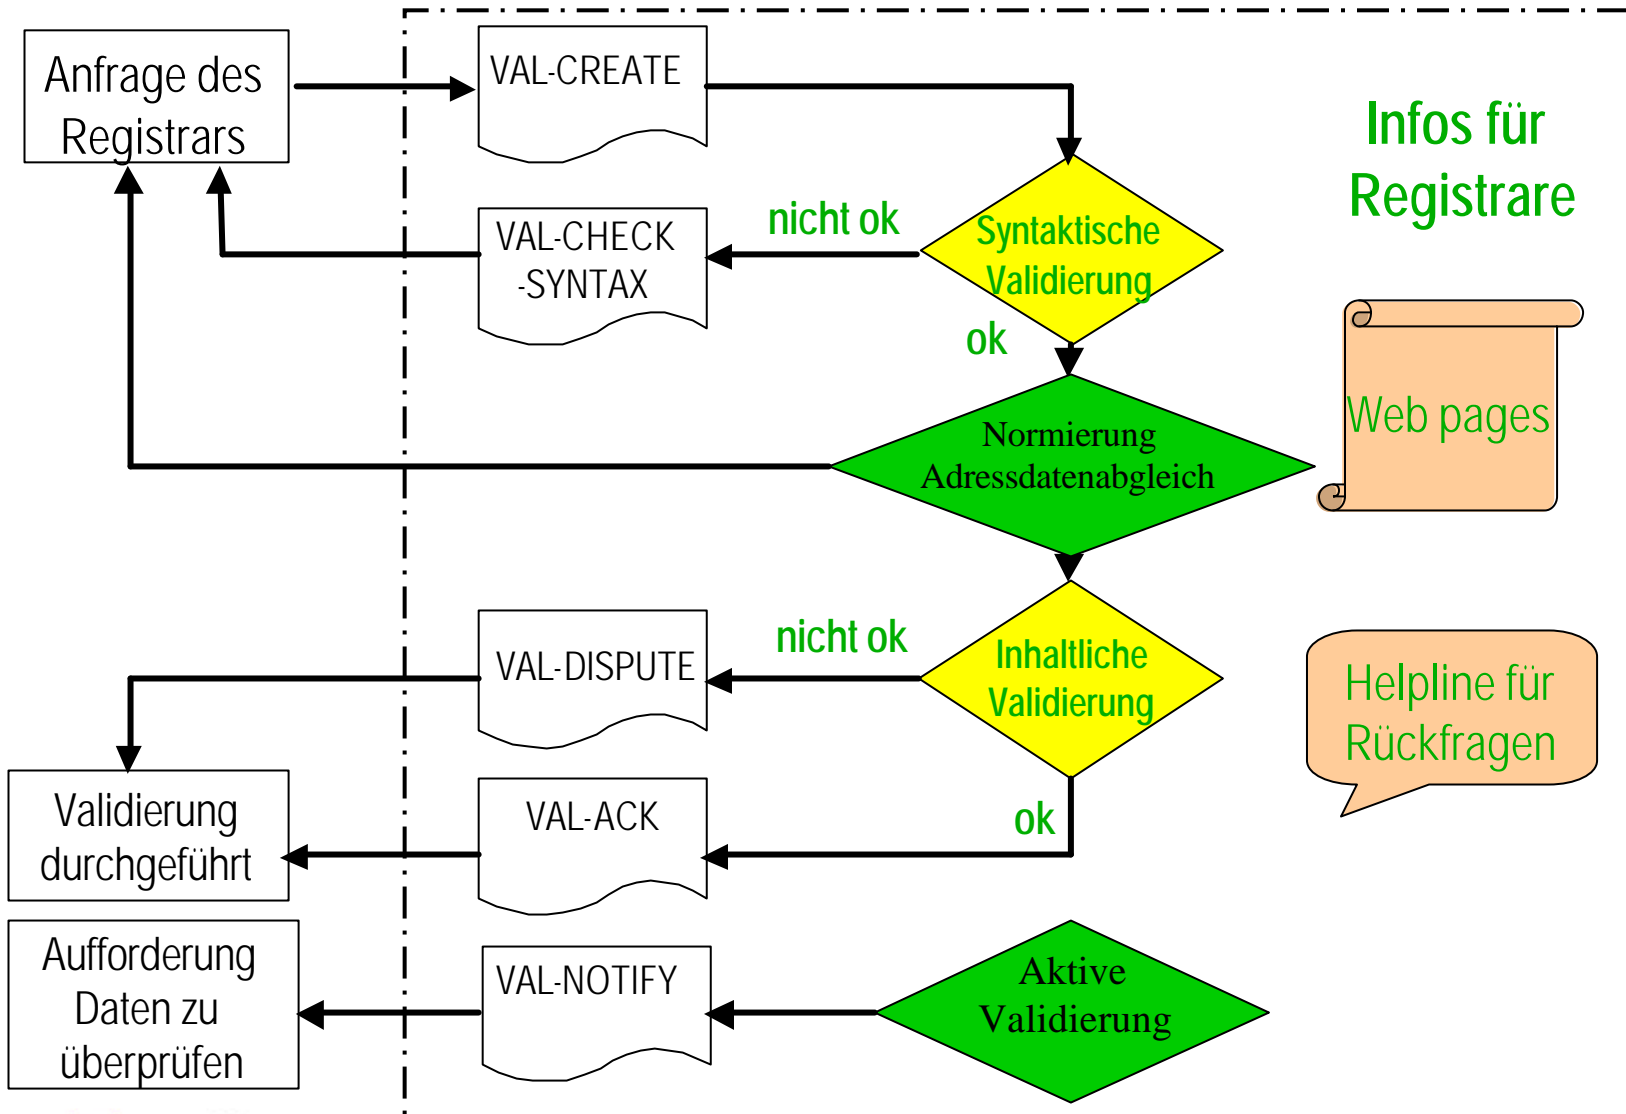 Anfrage des
Registrars
VAL-CREATE
Infos für
Registrare
nicht ok
VAL-CHECK
-SYNTAX
Syntaktische
Validierung
ok
Normierung
Adressdatenabgleich
Web pages
nicht ok
VAL-DISPUTE
Inhaltliche
Validierung
Helpline für
Rückfragen
Validierung
durchgeführt
VAL-ACK
ok
Aufforderung
Daten zu
überprüfen
VAL-NOTIFY
Aktive
Validierung